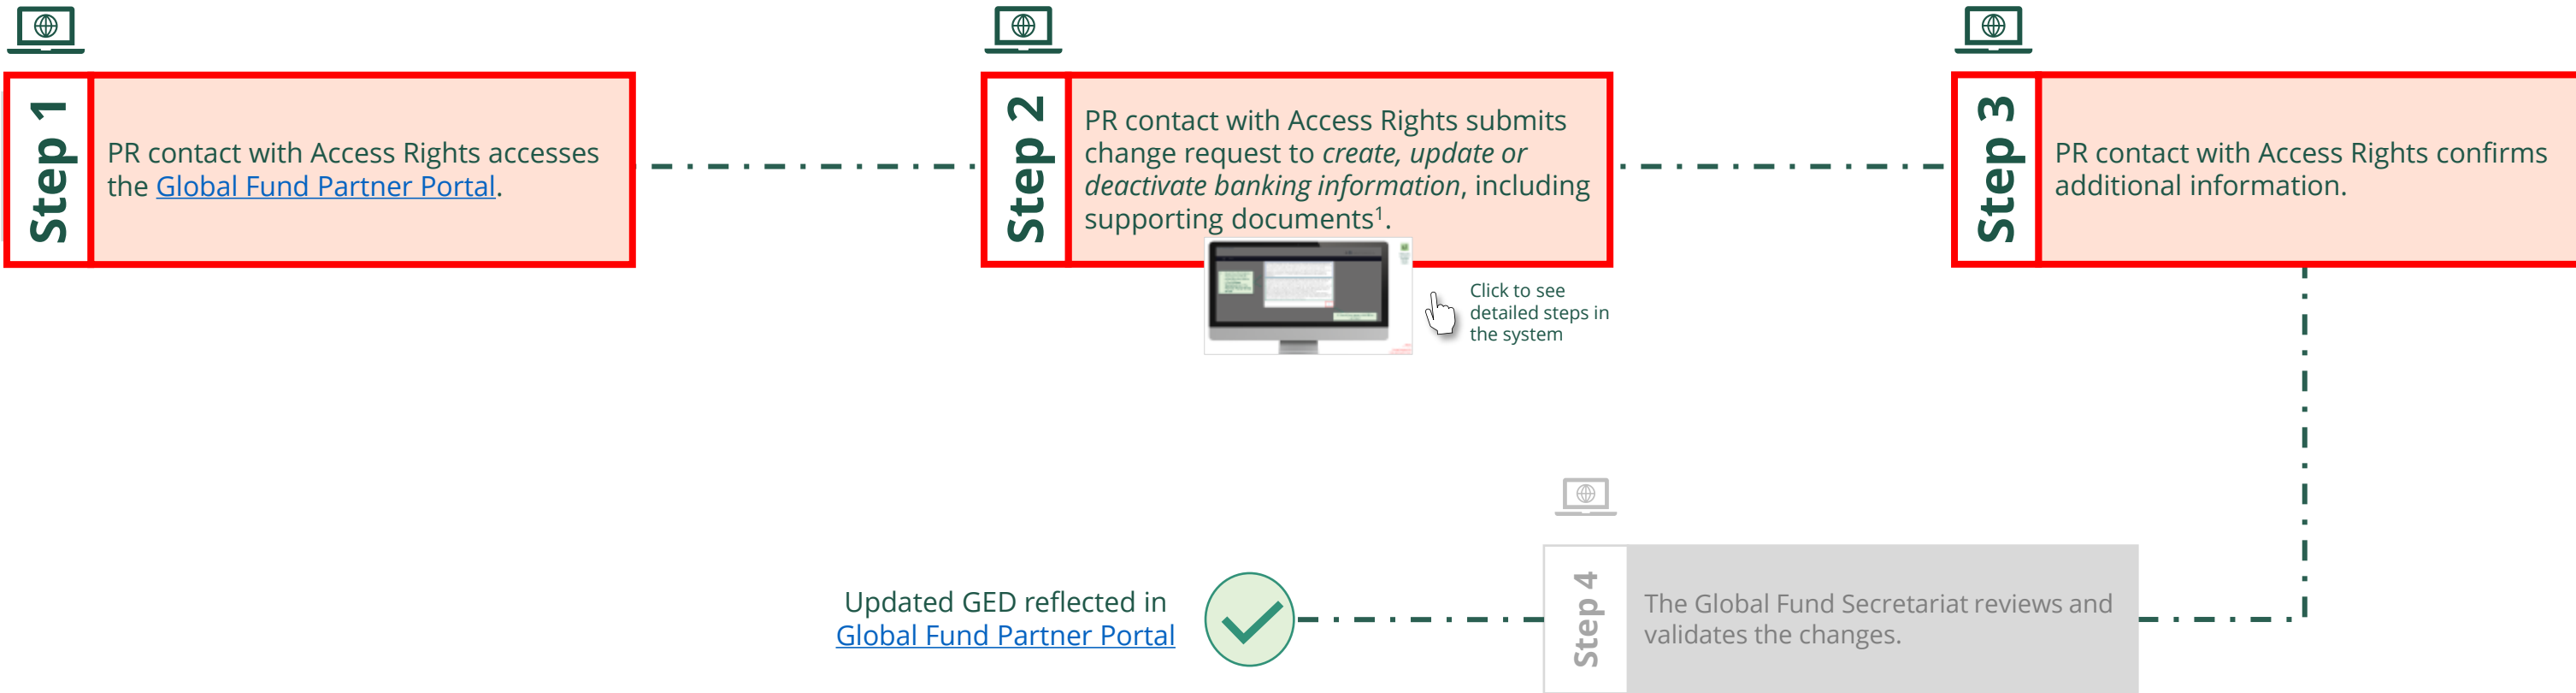 Step 1
PR contact with Access Rights accesses
the Global Fund Partner Portal.
Step 2
PR contact with Access Rights submits
change request to create, update or
deactivate banking information, including
supporting documents¹.
Click to see
detailed steps in
the system
Step 3
PR contact with Access Rights confirms
additional information.
Step 4
The Global Fund Secretariat reviews and
validates the changes.
Updated GED reflected in
Global Fund Partner Portal